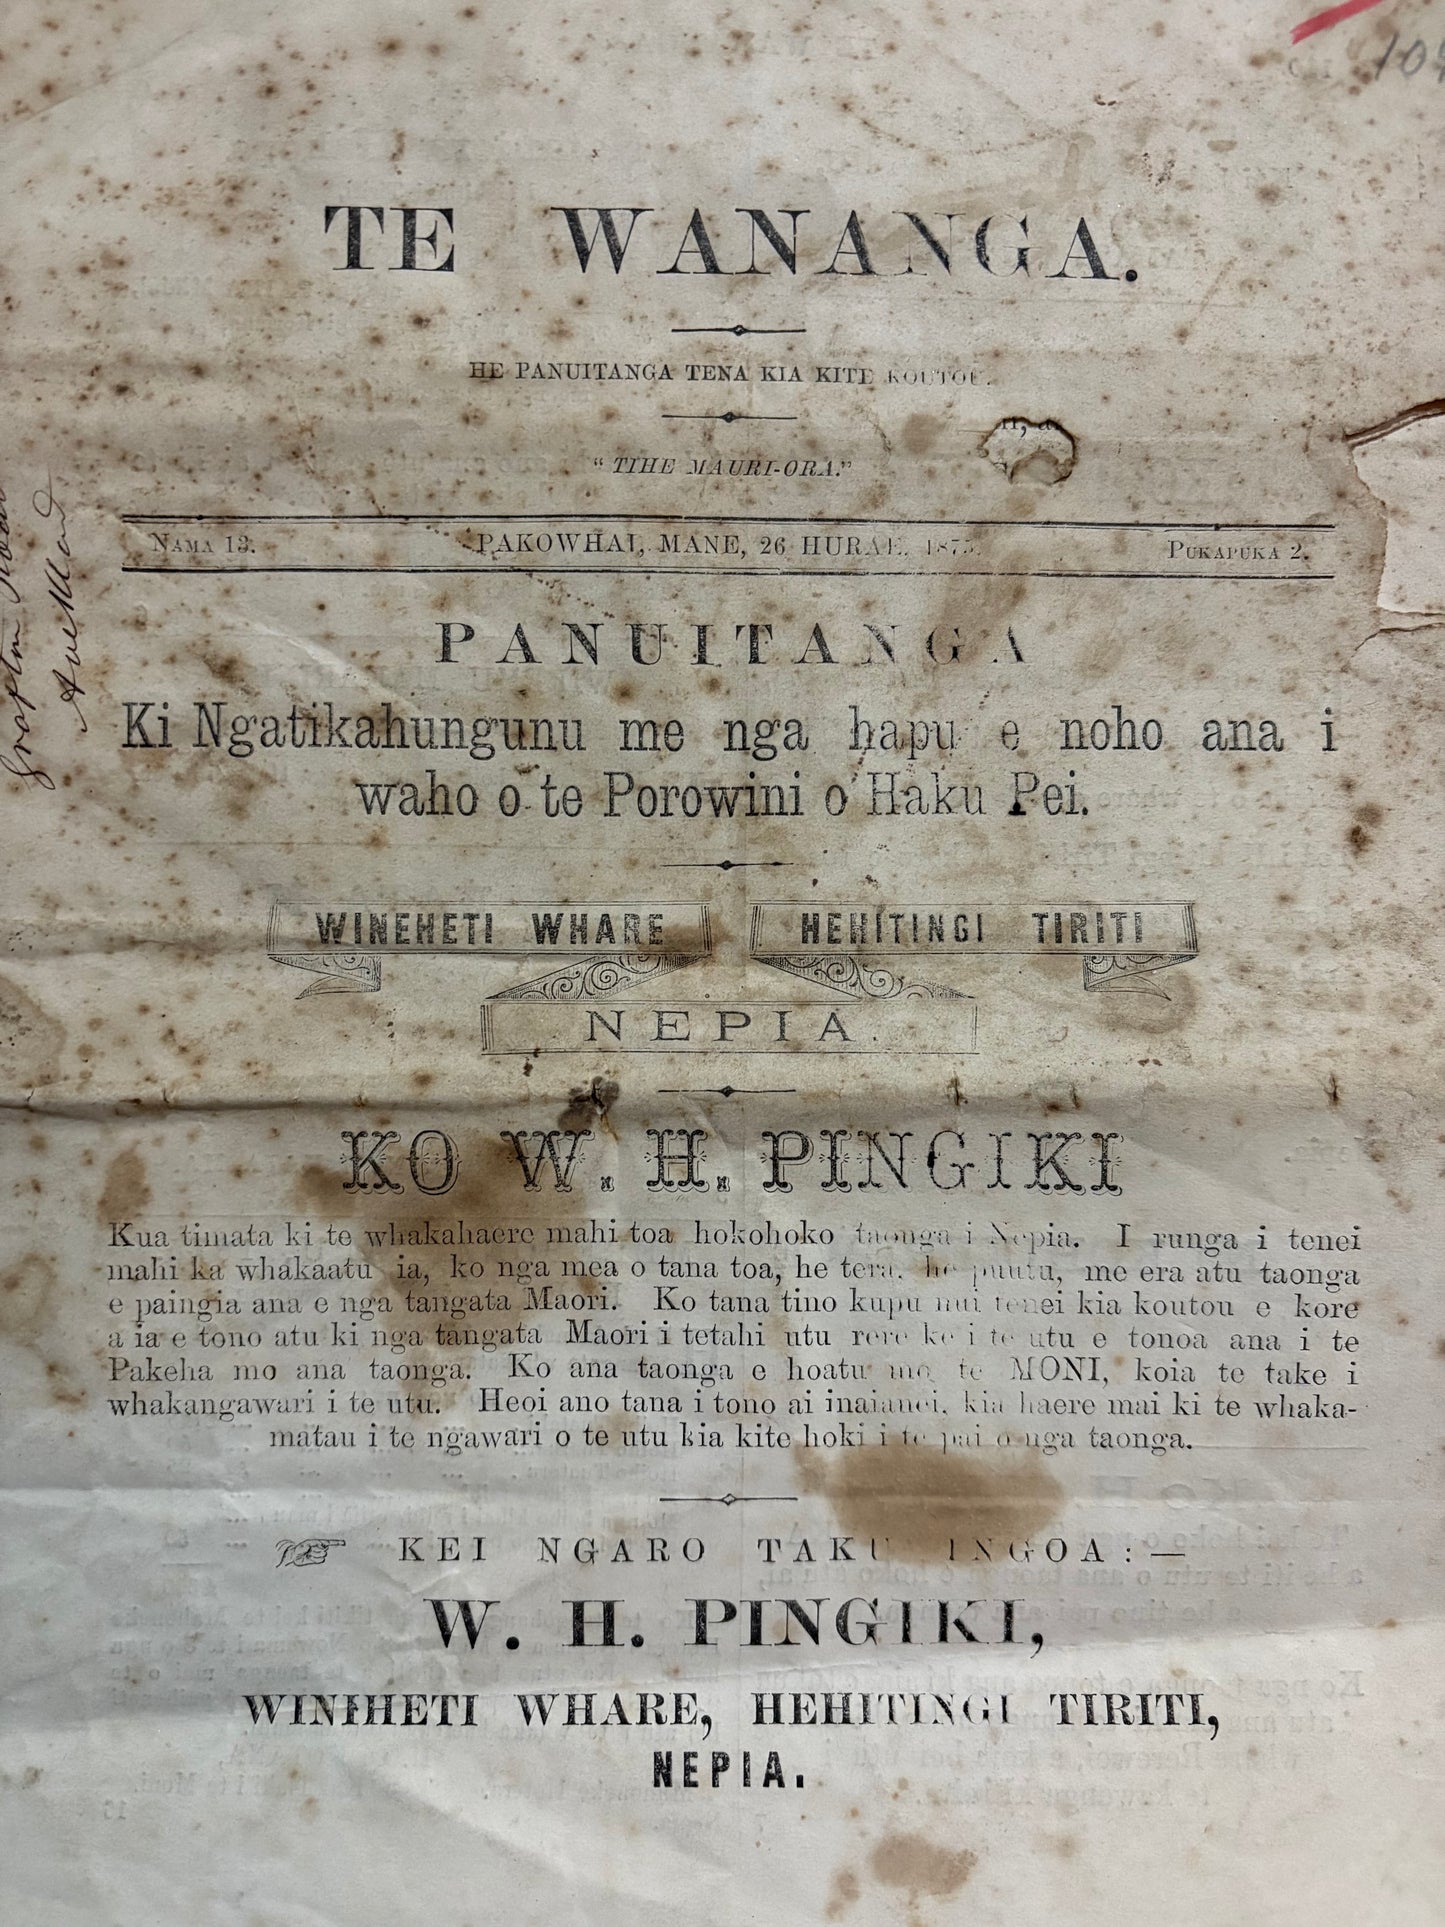 TE WANANGA.
HE PANUITANGA TENA KIA KITE KOUTOU.
"TIHE MAURI-ORA."
NAMA 13. PAKOWHAI, MANE, 26 HURAE, 1875. PUKAPUKA 2.
PANUITANGA
Ki Ngatikahungunu me nga hapu e noho ana i
waho o te Porowini o Haku Pei.
WINEHETI WHARE HEHITINGI TIRITI
NEPIA.
KO W. H. PINGIKI
Kua timata ki te whakahaere mahi toa hokohoko taonga i Nepia. I runga i tenei
mahi ka whakaatu ia, ko nga mea o tana toa, he tera, he puutu, me era atu taonga
e paingia ana e nga tangata Maori. Ko tana tino kupu nui tenei kia koutou e kore
a ia e tono atu ki nga tangata Maori i tetahi utu rere ke i te utu e tonoa ana i te
Pakeha mo ana taonga. Ko ana taonga e hoatu mo te MONI, koia te take i
whakangawari i te utu. Heoi ano tana i tono ai inaianei, kia haere mai ki te whaka-
matau i te ngawari o te utu kia kite hoki i te pai o nga taonga.
KEI NGARO TAKU INGOA:—
W. H. PINGIKI,
WINEHETI WHARE, HEHITINGI TIRITI,
NEPIA.